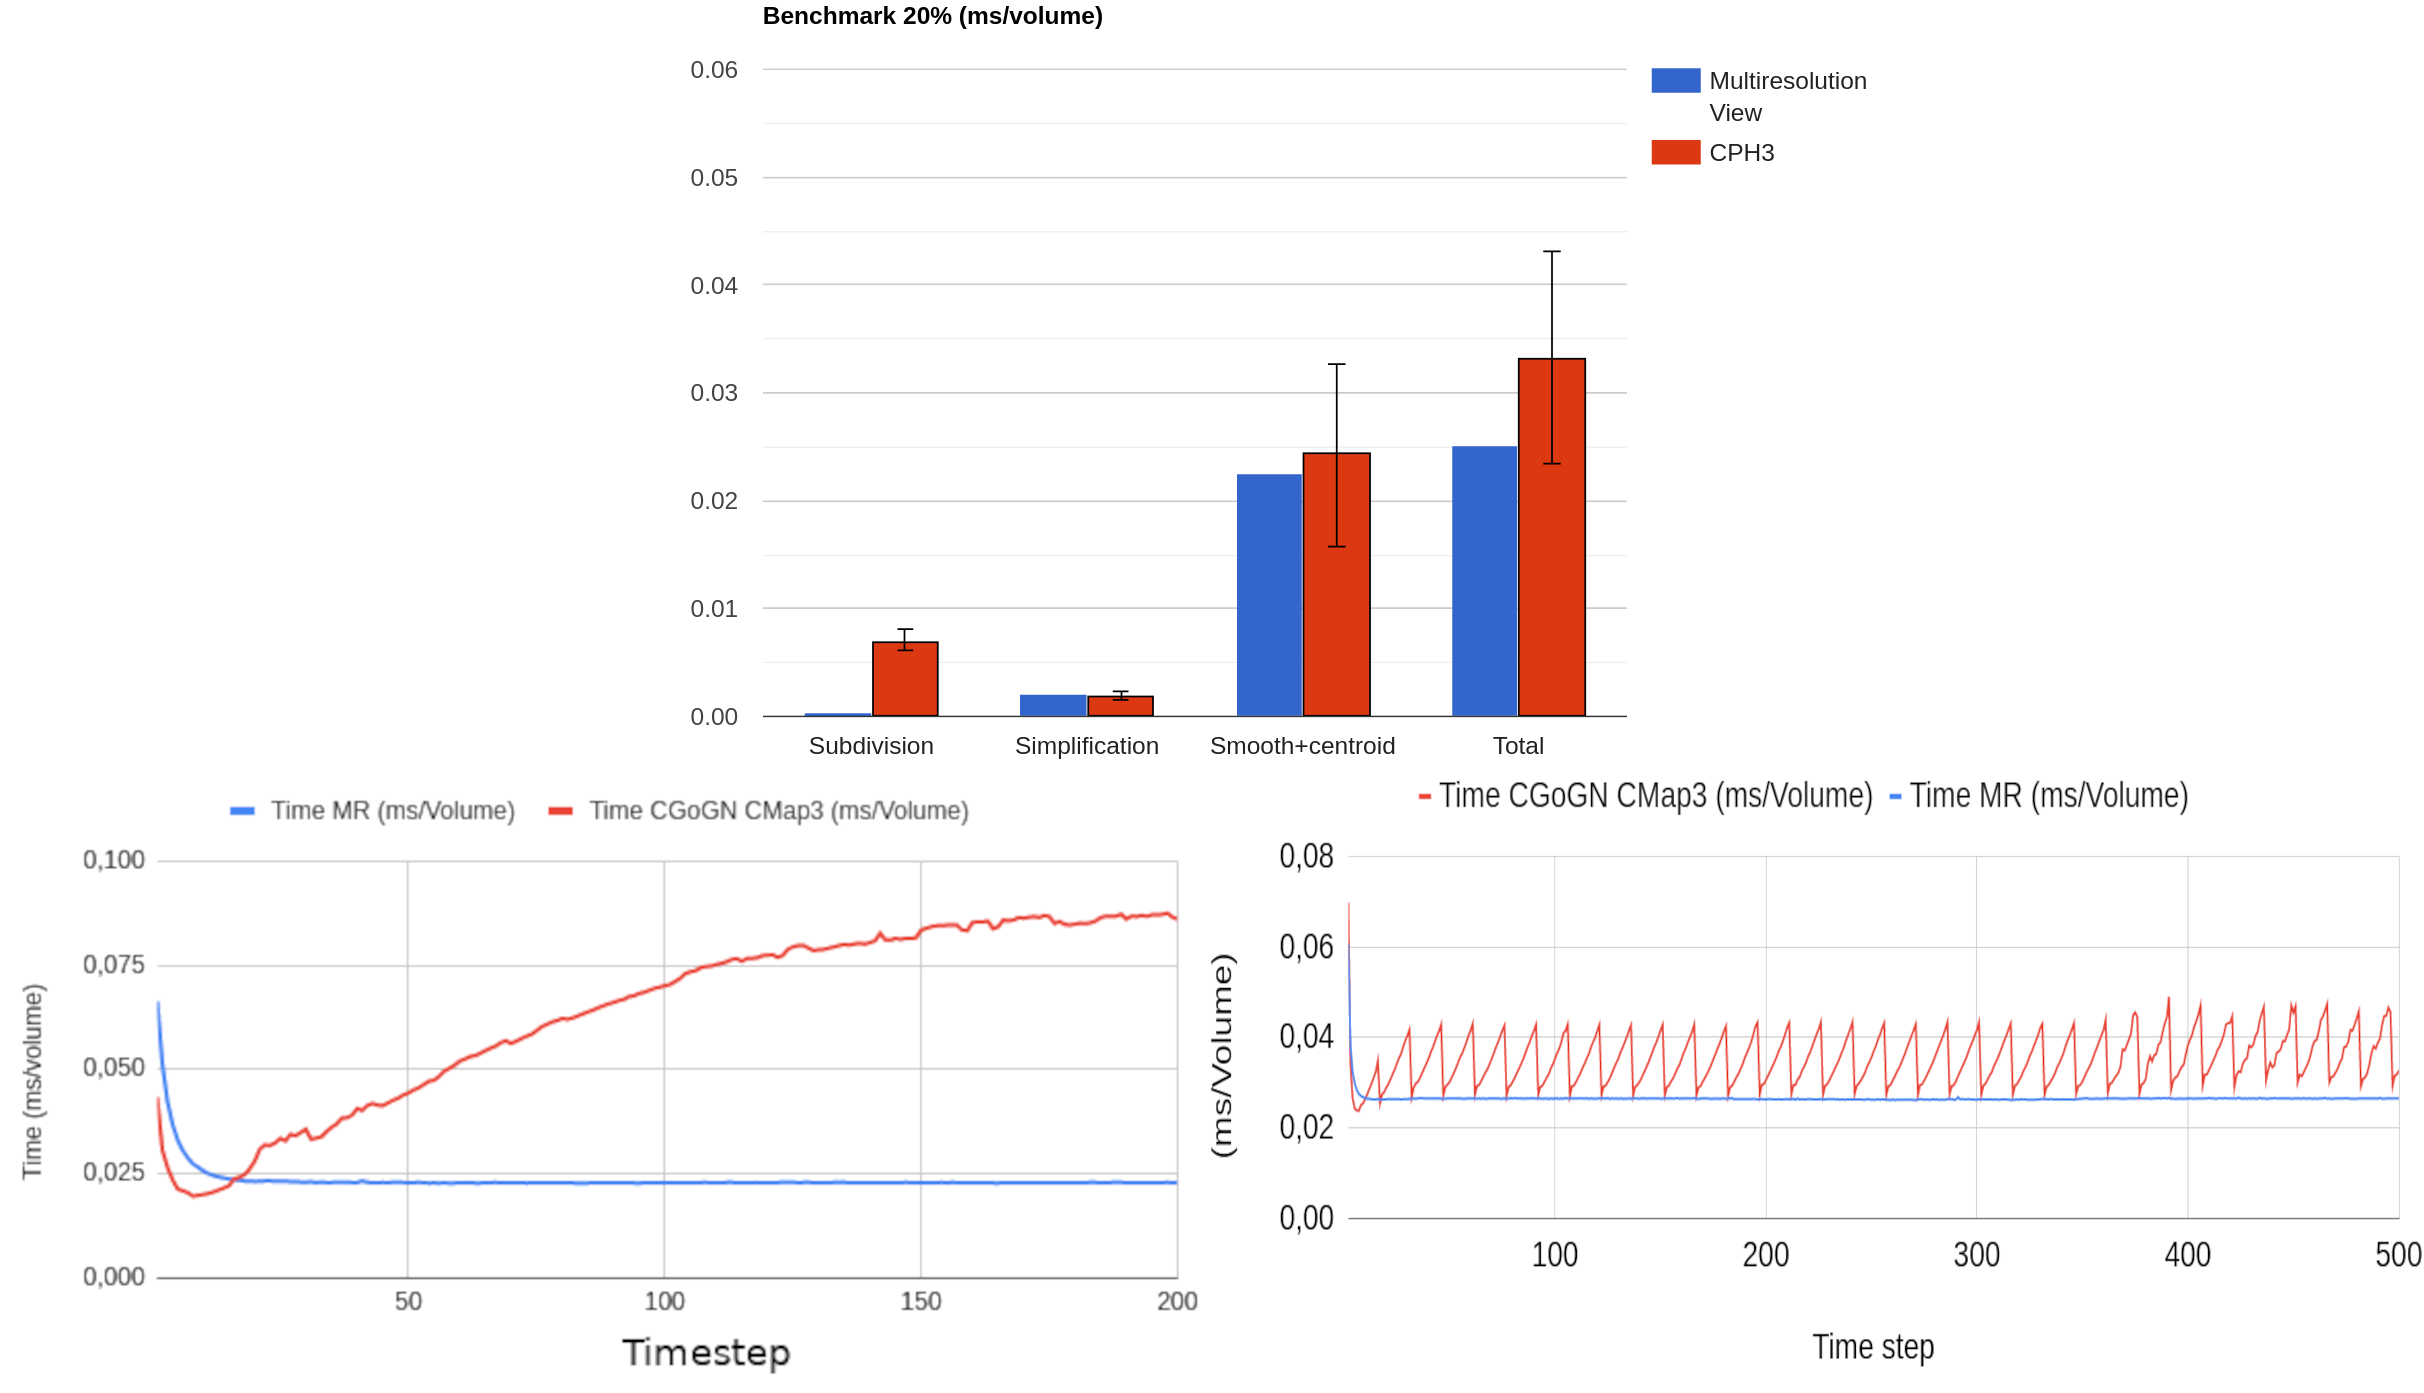 Benchmark 20% (ms/volume)
0.06
0.05
0.04
0.03
0.02
0.01
0.00
Subdivision Simplification Smooth+centroid Total
Multiresolution
View
CPH3
Time MR (ms/Volume) Time CGoGN CMap3 (ms/Volume)
0,100
0,075
0,050
0,025
0,000
Time (ms/volume)
50 100 150 200
Timestep
Time CGoGN CMap3 (ms/Volume) Time MR (ms/Volume)
0,08
0,06
0,04
0,02
0,00
(ms/Volume)
100 200 300 400 500
Time step